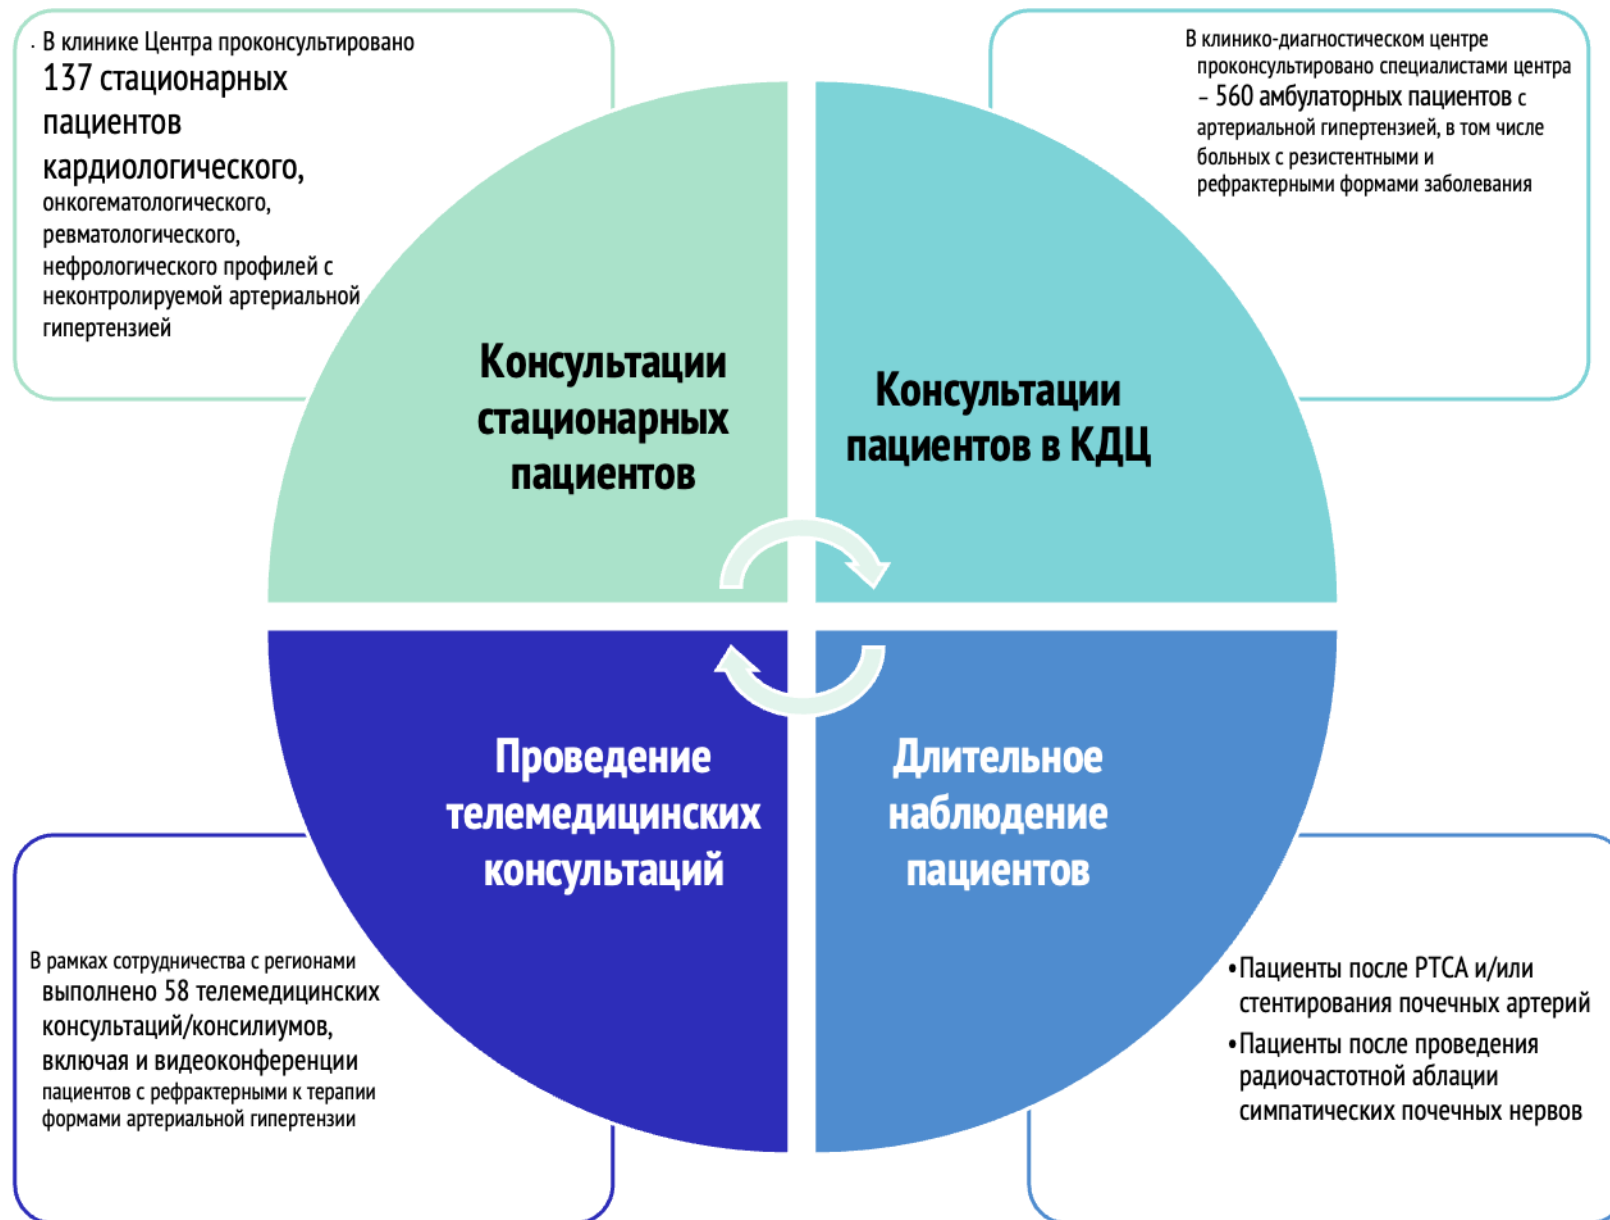 . В клинике Центра проконсультировано
137 стационарных
пациентов
кардиологического,
онкогематологического,
ревматологического,
нефрологического профилей с
неконтролируемой артериальной
гипертензией
В клинико-диагностическом центре
проконсультировано специалистами центра
– 560 амбулаторных пациентов с
артериальной гипертензией, в том числе
больных с резистентными и
рефрактерными формами заболевания
Консультации
стационарных
пациентов
Консультации
пациентов в КДЦ
Проведение
телемедицинских
консультаций
Длительное
наблюдение
пациентов
В рамках сотрудничества с регионами
выполнено 58 телемедицинских
консультаций/консилиумов,
включая и видеоконференции
пациентов с рефрактерными к терапии
формами артериальной гипертензии
•Пациенты после РТСА и/или
стентирования почечных артерий
•Пациенты после проведения
радиочастотной аблации
симпатических почечных нервов